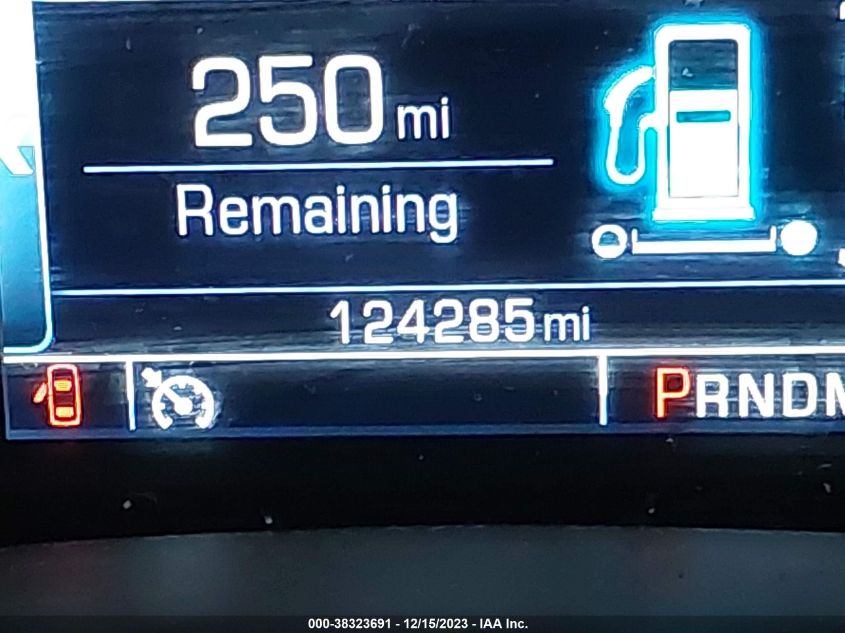 250 mi
Remaining
124285 mi
PRNDM
000-38323691 - 12/15/2023 - IAA Inc.